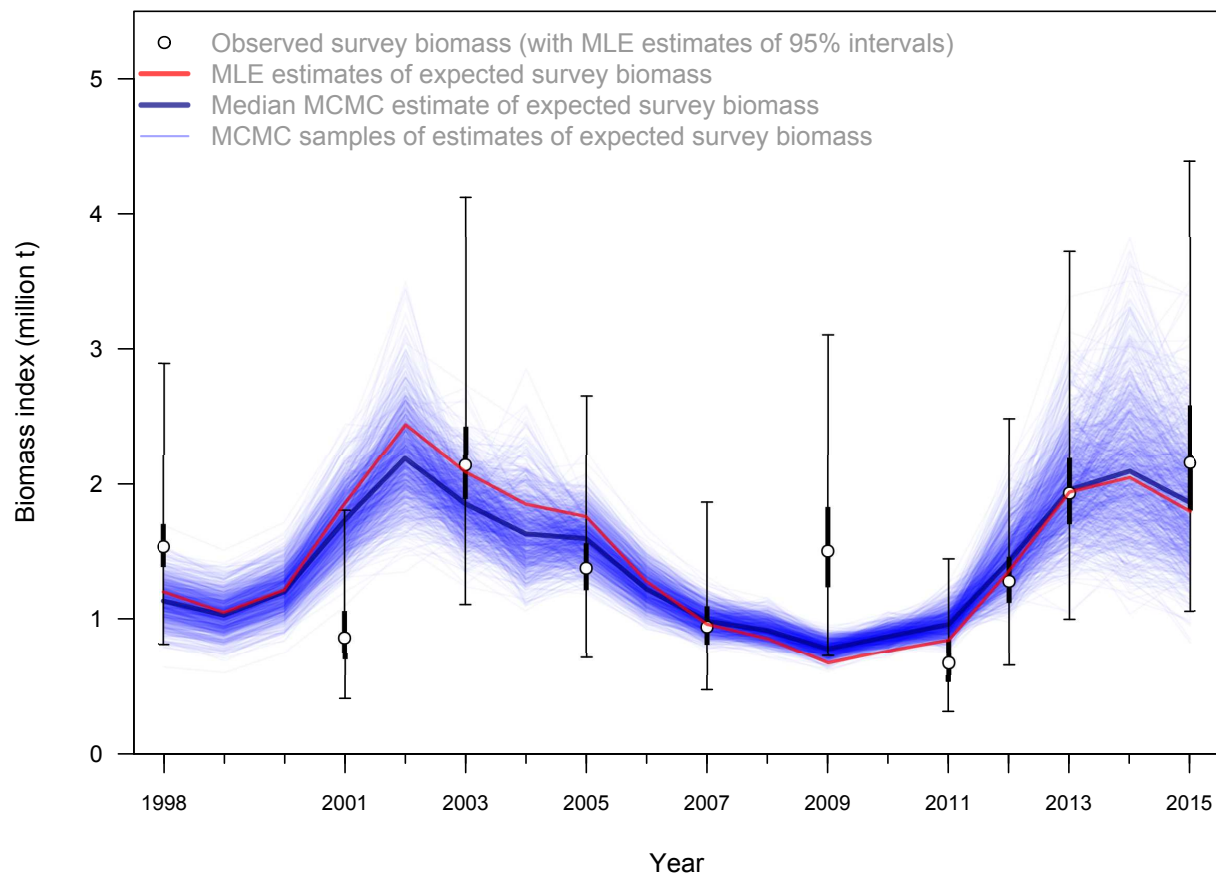 Observed survey biomass (with MLE estimates of 95% intervals)
MLE estimates of expected survey biomass
Median MCMC estimate of expected survey biomass
MCMC samples of estimates of expected survey biomass
5
4
3
2
1
0
Biomass index (million t)
1998 2001 2003 2005 2007 2009 2011 2013 2015
Year